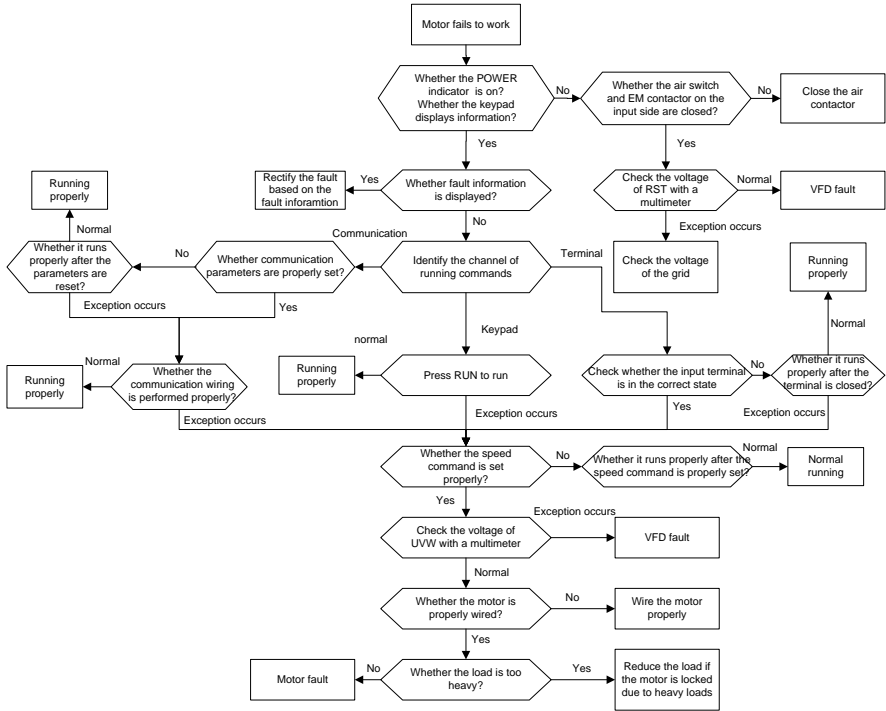 Motor fails to work
Whether the POWER
indicator is on?
Whether the keypad
displays information?
No
Whether the air switch
and EM contactor on the
input side are closed?
No
Close the air
contactor
Yes
Yes
Rectify the fault
based on the
fault inforamtion
Yes
Whether fault information
is displayed?
Check the voltage
of RST with a
multimeter
Normal
VFD fault
Running
properly
Normal
No
Exception occurs
Communication
Whether it runs
properly after the
parameters are
reset?
No
Whether communication
parameters are properly set?
Identify the channel of
running commands
Terminal
Check the voltage
of the grid
Running
properly
Exception occurs
Yes
Keypad
Normal
normal
Running
properly
Normal
Whether the
communication wiring
is performed properly?
Running
properly
Press RUN to run
Check whether the input terminal
is in the correct state
No
Whether it runs
properly after the
terminal is closed?
Exception occurs
Exception occurs
Yes
Exception occurs
Whether the speed
command is set
properly?
No
Whether it runs properly after the
speed command is properly set?
Normal
Normal
running
Yes
Exception occurs
Check the voltage of
UVW with a multimeter
VFD fault
Normal
Whether the motor is
properly wired?
No
Wire the motor
properly
Yes
Motor fault
No
Whether the load is too
heavy?
Yes
Reduce the load if
the motor is locked
due to heavy loads